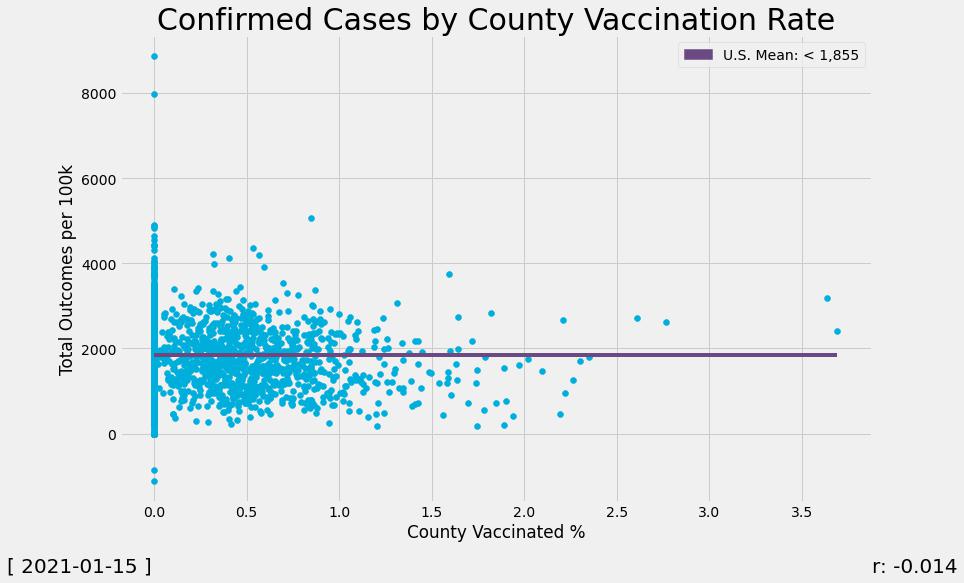 Confirmed Cases by County Vaccination Rate
U.S. Mean: < 1,855
8000
6000
4000
2000
0
Total Outcomes per 100k
0.0 0.5 1.0 1.5 2.0 2.5 3.0 3.5
County Vaccinated %
[ 2021-01-15 ]
r: -0.014